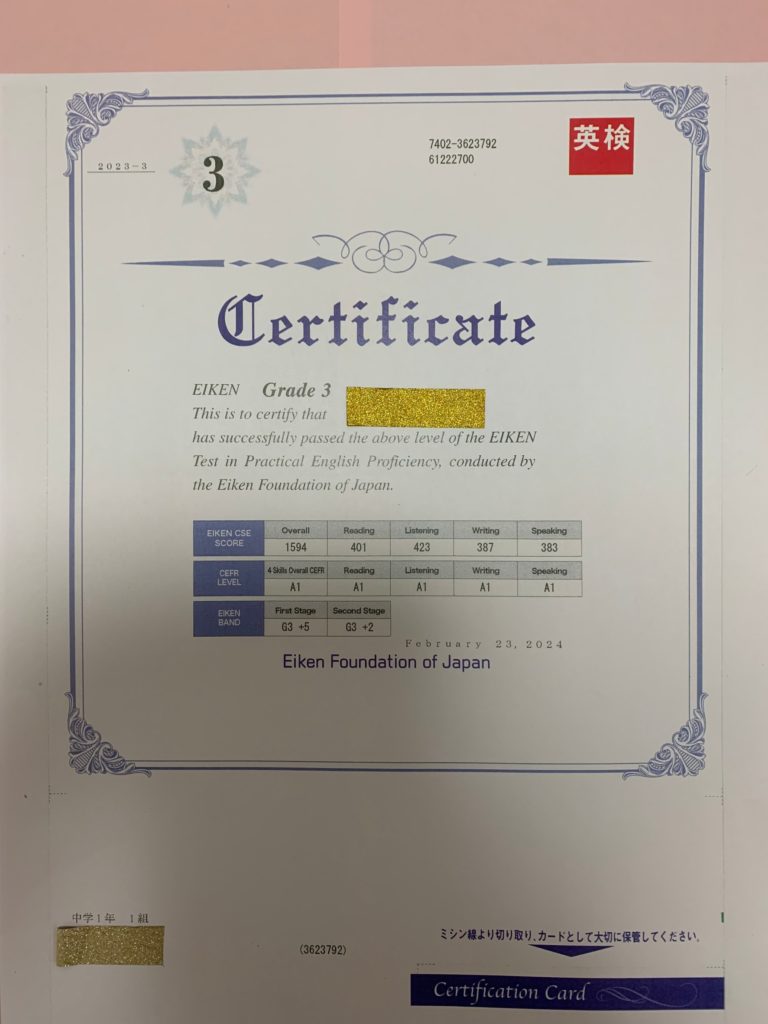 2023-3
3
7402-3623792
61222700
英検
Certificate
EIKEN Grade 3
This is to certify that
has successfully passed the above level of the EIKEN
Test in Practical English Proficiency, conducted by
the Eiken Foundation of Japan.
EIKEN CSE SCORE Overall Reading Listening Writing Speaking
1594 401 423 387 383
CEFR LEVEL 4 Skills Overall CEFR Reading Listening Writing Speaking
A1 A1 A1 A1 A1
EIKEN BAND First Stage Second Stage
G3 +5 G3 +2
February 23, 2024
Eiken Foundation of Japan
中学1年 1組
(3623792)
ミシン線より切り取り、カードとして大切に保管してください。
Certification Card